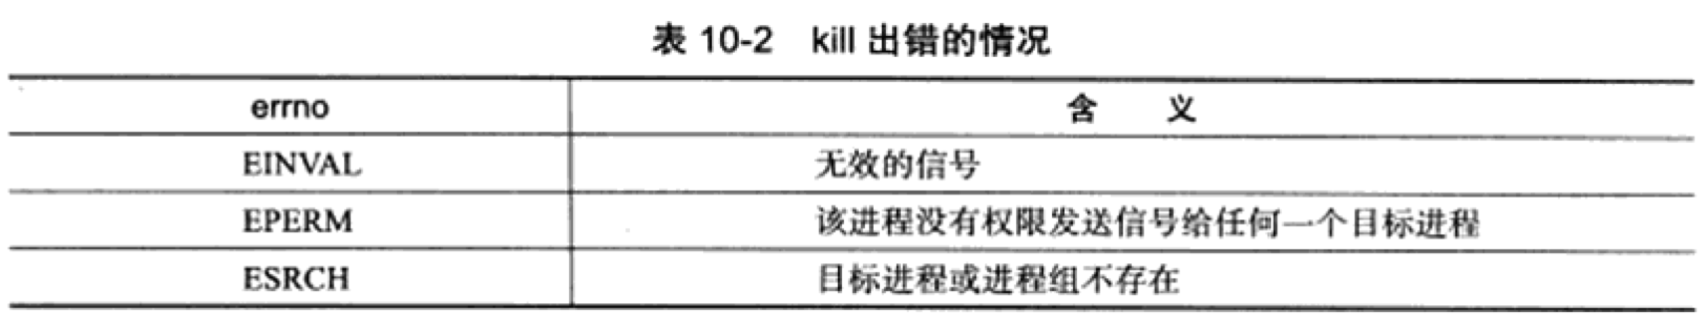 表 10-2 kill 出错的情况
errno 含 义
EINVAL 无效的信号
EPERM 该进程没有权限发送信号给任何一个目标进程
ESRCH 目标进程或进程组不存在